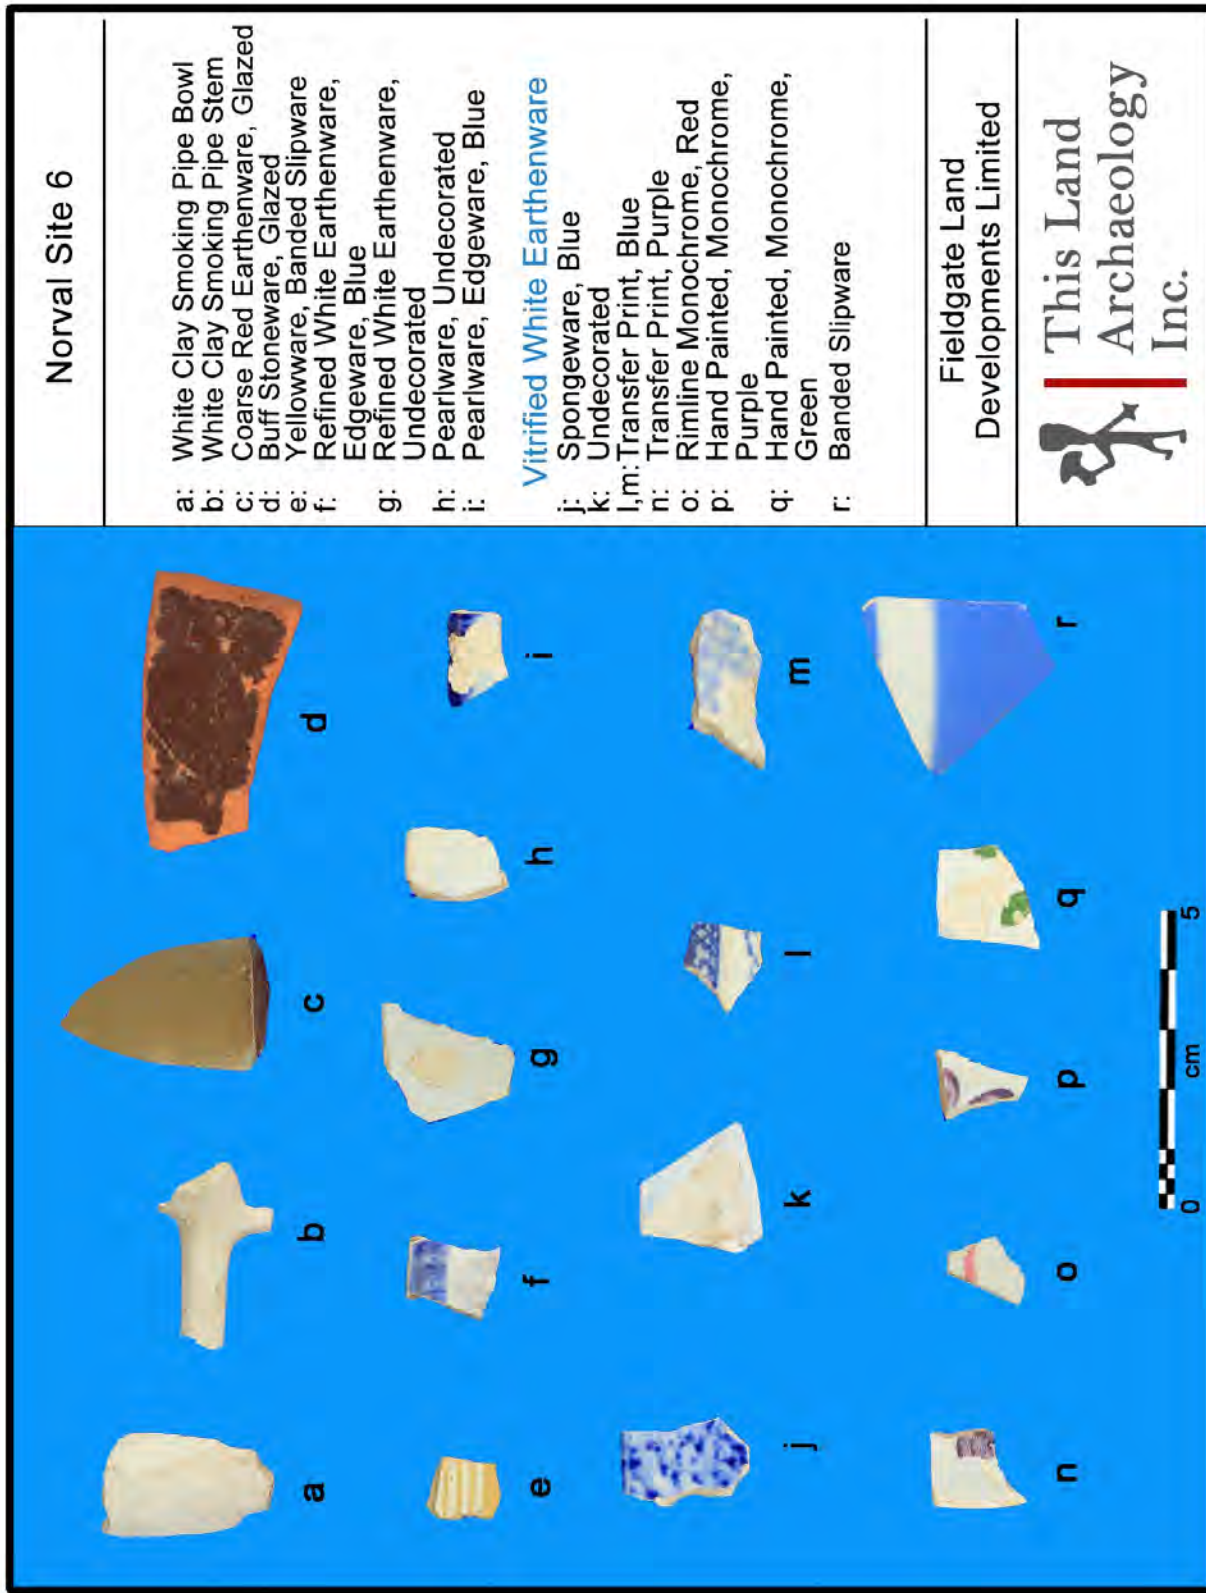 Norval Site 6
a: White Clay Smoking Pipe Bowl
b: White Clay Smoking Pipe Stem
c: Coarse Red Earthenware, Glazed
d: Buff Stoneware, Glazed
e: Yellowware, Banded Slipware
f: Refined White Earthenware,
Edgeware, Blue
g: Refined White Earthenware,
Undecorated
h: Pearlware, Undecorated
i: Pearlware, Edgeware, Blue
Vitrified White Earthenware
j: Spongeware, Blue
k: Undecorated
l,m: Transfer Print, Blue
n: Transfer Print, Purple
o: Rimline Monochrome, Red
p: Hand Painted, Monochrome,
Purple
q: Hand Painted, Monochrome,
Green
r: Banded Slipware
Fieldgate Land
Developments Limited
This Land
Archaeology
Inc.
a b c d
e f g h i
j k l m
n o p q r
0 cm 5